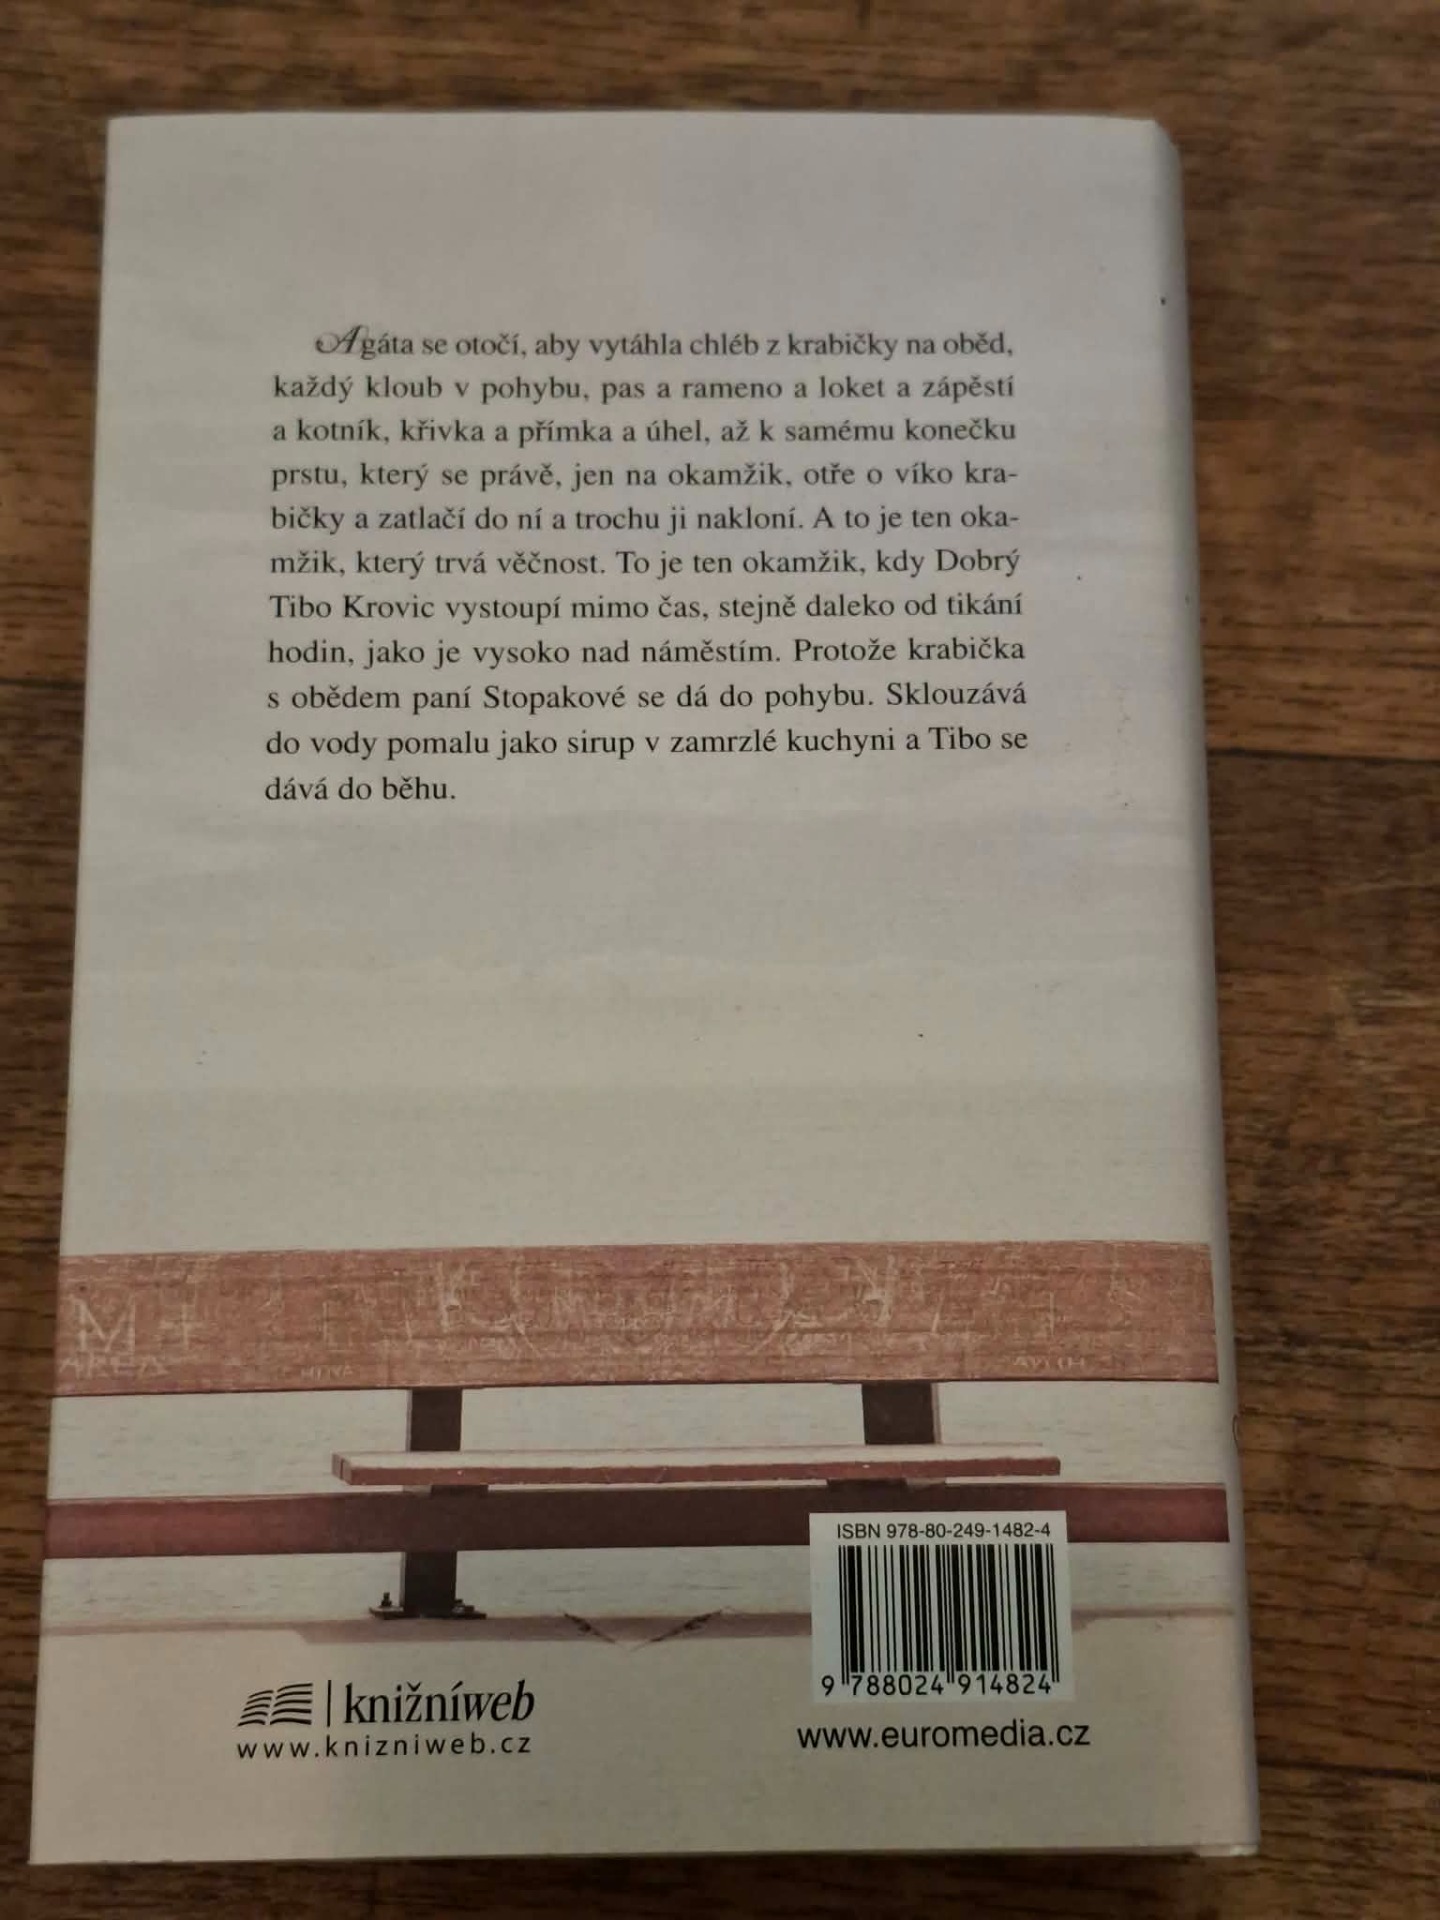 Agáta se otočí, aby vytáhla chléb z krabičky na oběd,
každý kloub v pohybu, pas a rameno a loket a zápěstí
a kotník, křivka a přímka a úhel, až k samému konečku
prstu, který se právě, jen na okamžik, otře o víko kra-
bičky a zatlačí do ní a trochu ji nakloní. A to je ten oka-
mžik, který trvá věčnost. To je ten okamžik, kdy Dobrý
Tibo Krovic vystoupí mimo čas, stejně daleko od tikání
hodin, jako je vysoko nad náměstím. Protože krabička
s obědem paní Stopakové se dá do pohybu. Sklouzává
do vody pomalu jako sirup v zamrzlé kuchyni a Tibo se
dává do běhu.
M+
ISBN 978-80-249-1482-4
9 788024 914824
knižníweb
www.knizniweb.cz
www.euromedia.cz